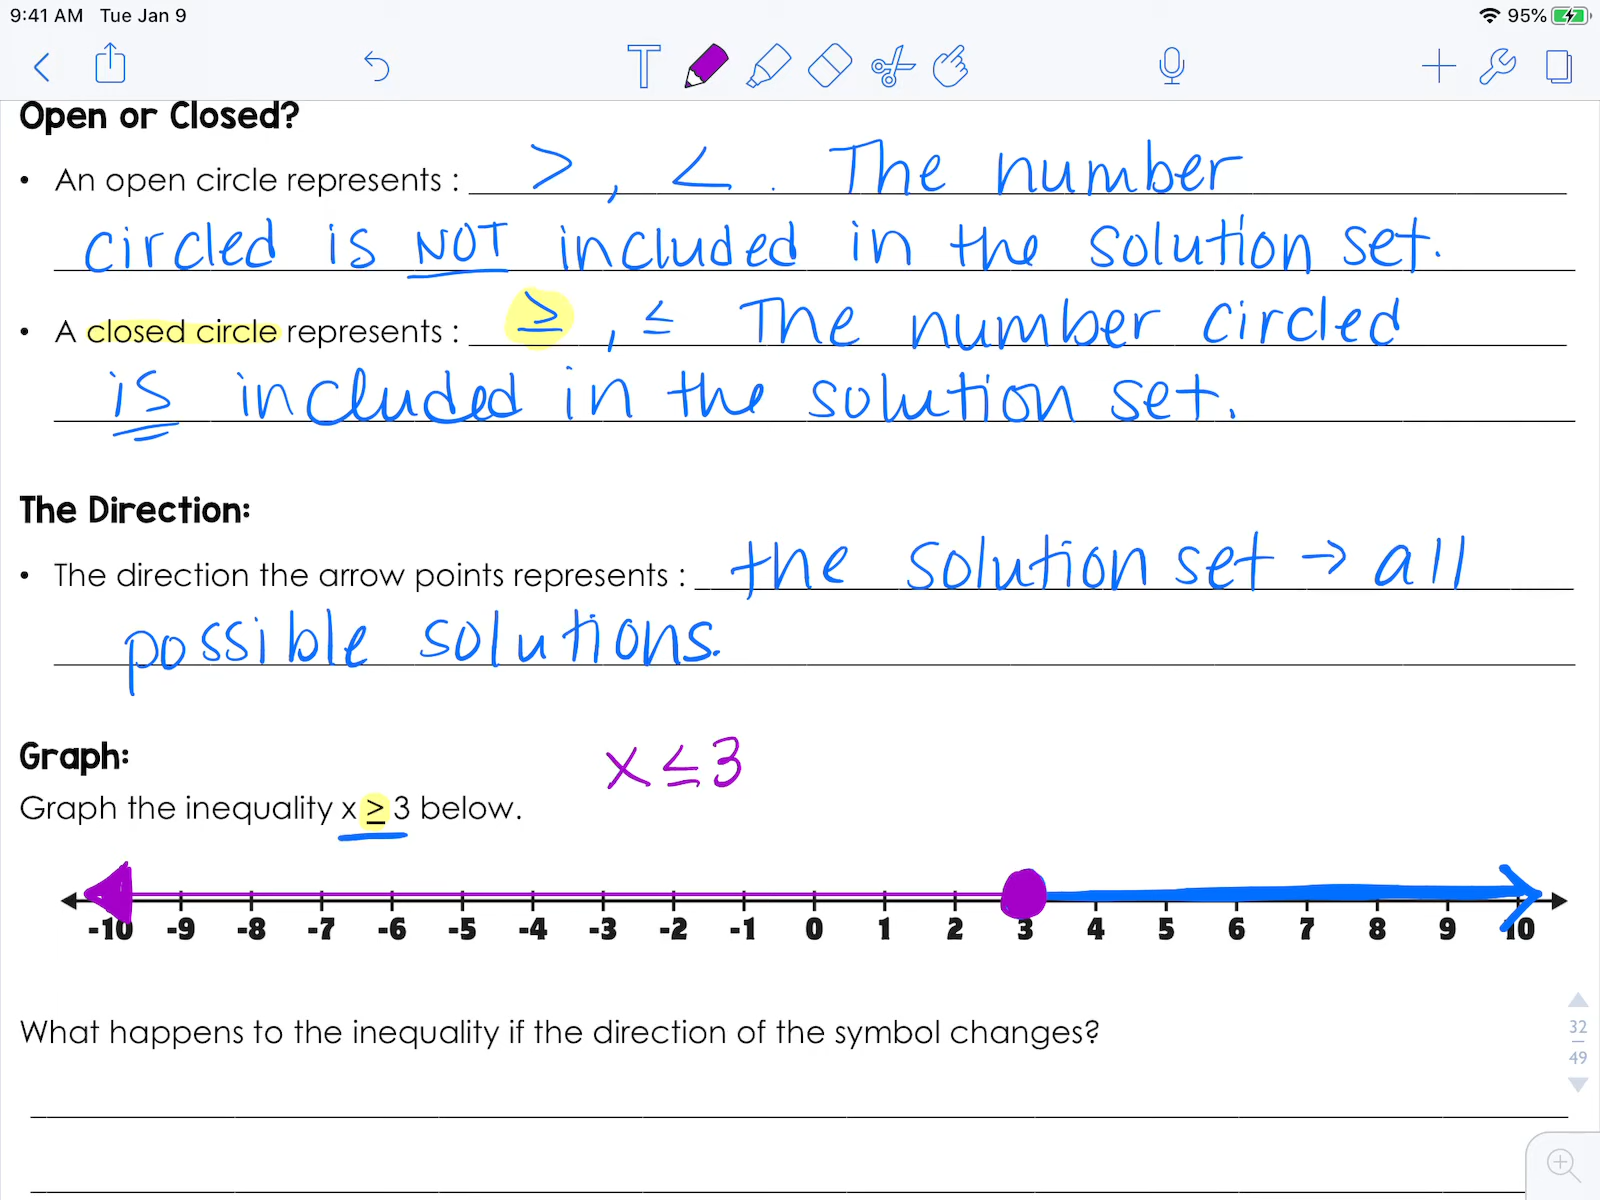 9:41 AM Tue Jan 9 95%
T
Open or Closed?
• An open circle represents : >, <. The number
circled is NOT included in the solution set.
• A closed circle represents : ≥, ≤ The number circled
is included in the solution set.
The Direction:
• The direction the arrow points represents : the solution set → all
possible solutions.
Graph:
x ≤ 3
Graph the inequality x ≥ 3 below.
-10 -9 -8 -7 -6 -5 -4 -3 -2 -1 0 1 2 3 4 5 6 7 8 9 10
What happens to the inequality if the direction of the symbol changes?
32
49